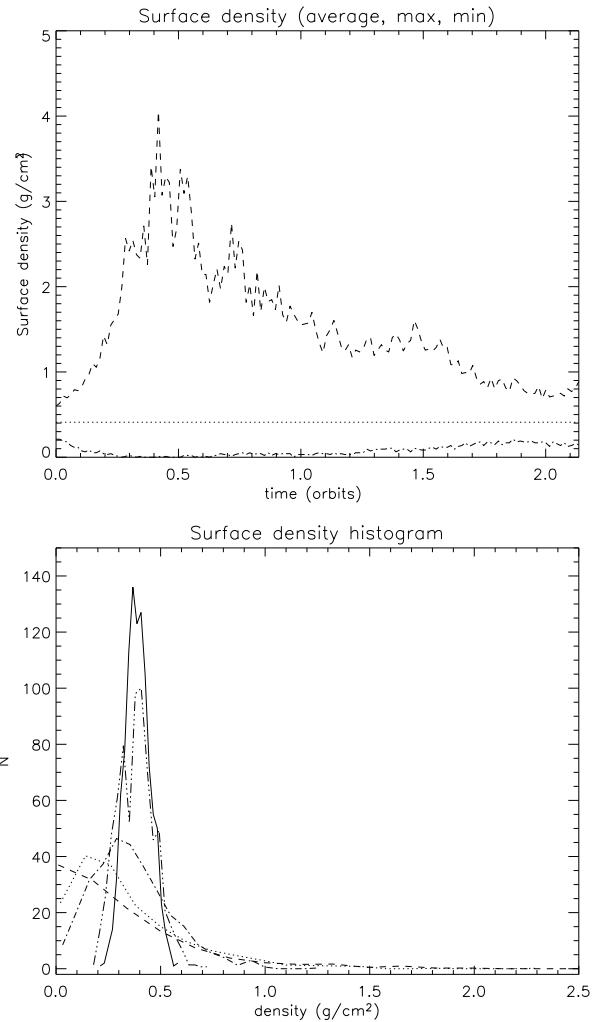 Surface density (average, max, min)
5
4
3
2
1
0
Surface density (g/cm²)
0.0 0.5 1.0 1.5 2.0
time (orbits)
Surface density histogram
140
120
100
80
60
40
20
0
N
0.0 0.5 1.0 1.5 2.0 2.5
density (g/cm²)